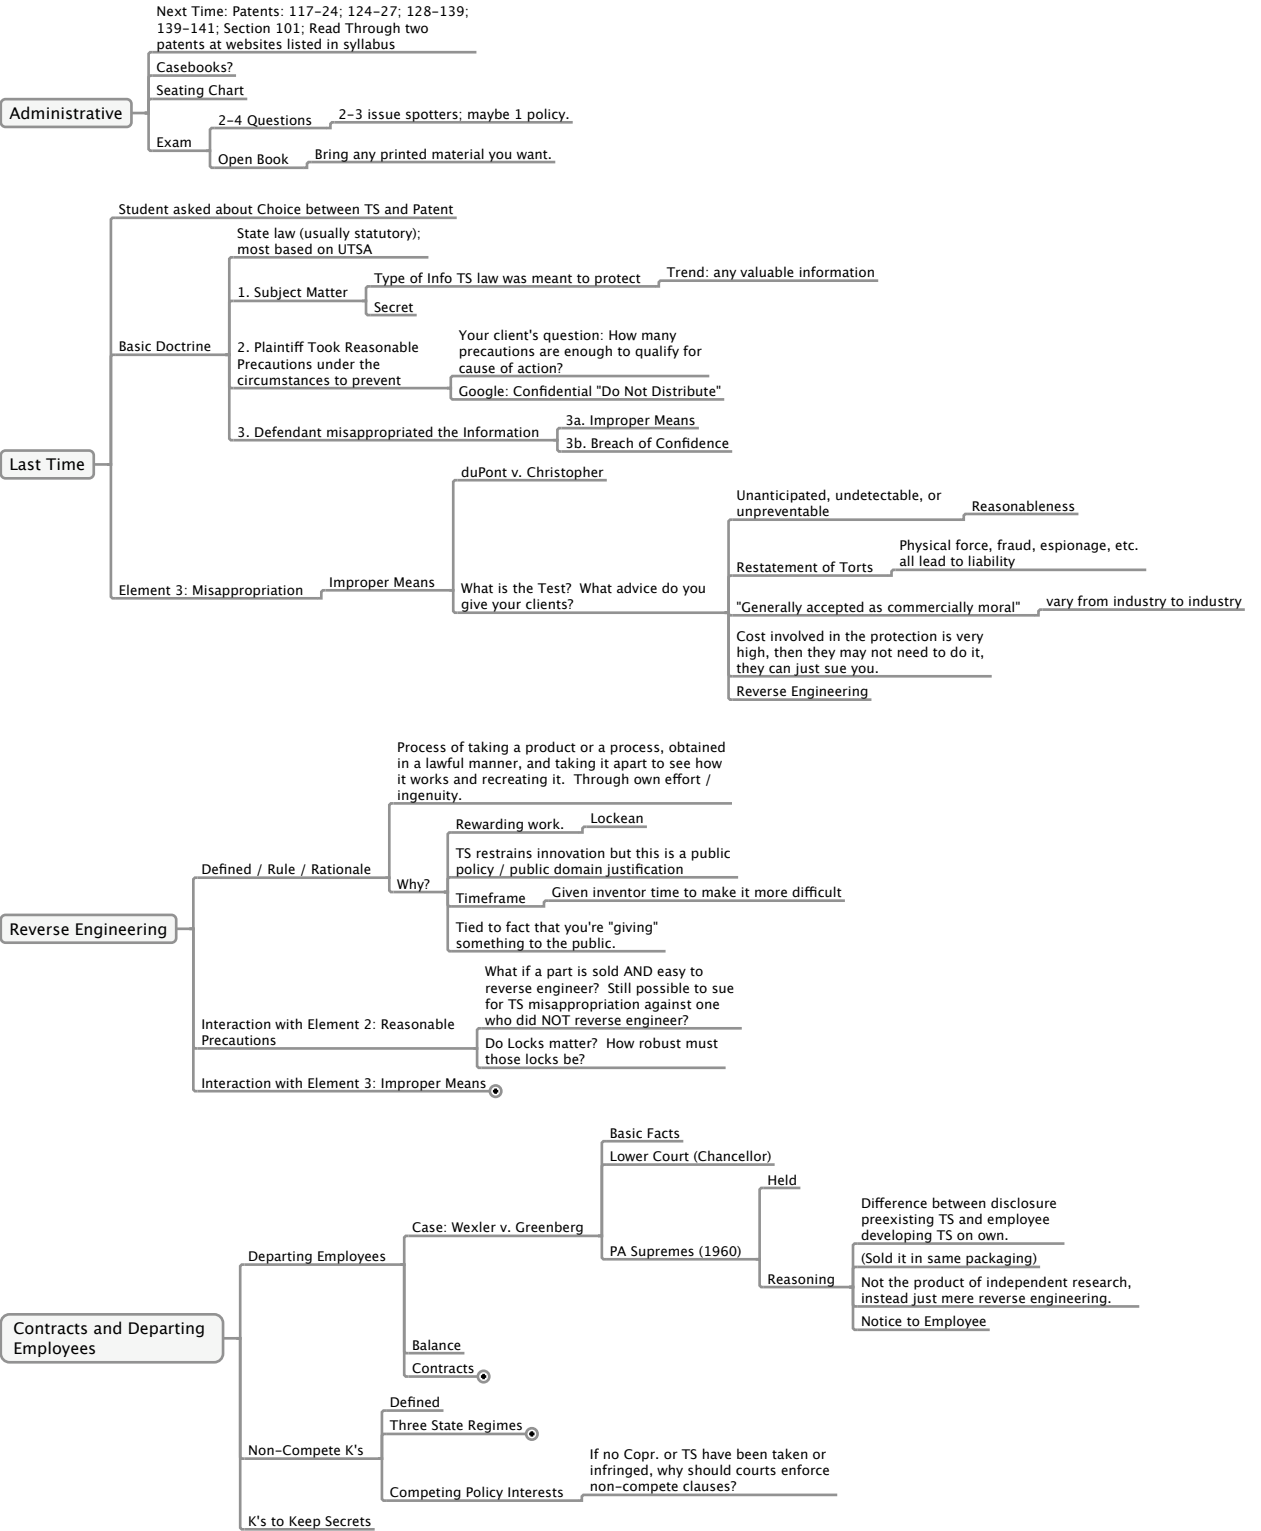 Next Time: Patents: 117-24; 124-27; 128-139;
139-141; Section 101; Read Through two
patents at websites listed in syllabus
Casebooks?
Seating Chart
Administrative
2-4 Questions
2-3 issue spotters; maybe 1 policy.
Exam
Open Book
Bring any printed material you want.
Student asked about Choice between TS and Patent
State law (usually statutory);
most based on UTSA
1. Subject Matter
Type of Info TS law was meant to protect
Trend: any valuable information
Secret
Basic Doctrine
2. Plaintiff Took Reasonable
Precautions under the
circumstances to prevent
Your client's question: How many
precautions are enough to qualify for
cause of action?
Google: Confidential "Do Not Distribute"
3. Defendant misappropriated the Information
3a. Improper Means
3b. Breach of Confidence
Last Time
duPont v. Christopher
Unanticipated, undetectable, or
unpreventable
Reasonableness
Restatement of Torts
Physical force, fraud, espionage, etc.
all lead to liability
Element 3: Misappropriation
Improper Means
What is the Test?  What advice do you
give your clients?
"Generally accepted as commercially moral"
vary from industry to industry
Cost involved in the protection is very
high, then they may not need to do it,
they can just sue you.
Reverse Engineering
Process of taking a product or a process, obtained
in a lawful manner, and taking it apart to see how
it works and recreating it.  Through own effort /
ingenuity.
Defined / Rule / Rationale
Why?
Rewarding work.
Lockean
TS restrains innovation but this is a public
policy / public domain justification
Timeframe
Given inventor time to make it more difficult
Tied to fact that you're "giving"
something to the public.
Reverse Engineering
Interaction with Element 2: Reasonable
Precautions
What if a part is sold AND easy to
reverse engineer?  Still possible to sue
for TS misappropriation against one
who did NOT reverse engineer?
Do Locks matter?  How robust must
those locks be?
Interaction with Element 3: Improper Means
Basic Facts
Lower Court (Chancellor)
Case: Wexler v. Greenberg
Held
PA Supremes (1960)
Difference between disclosure
preexisting TS and employee
developing TS on own.
(Sold it in same packaging)
Reasoning
Not the product of independent research,
instead just mere reverse engineering.
Notice to Employee
Departing Employees
Balance
Contracts
Contracts and Departing
Employees
Defined
Three State Regimes
Non-Compete K's
Competing Policy Interests
If no Copr. or TS have been taken or
infringed, why should courts enforce
non-compete clauses?
K's to Keep Secrets